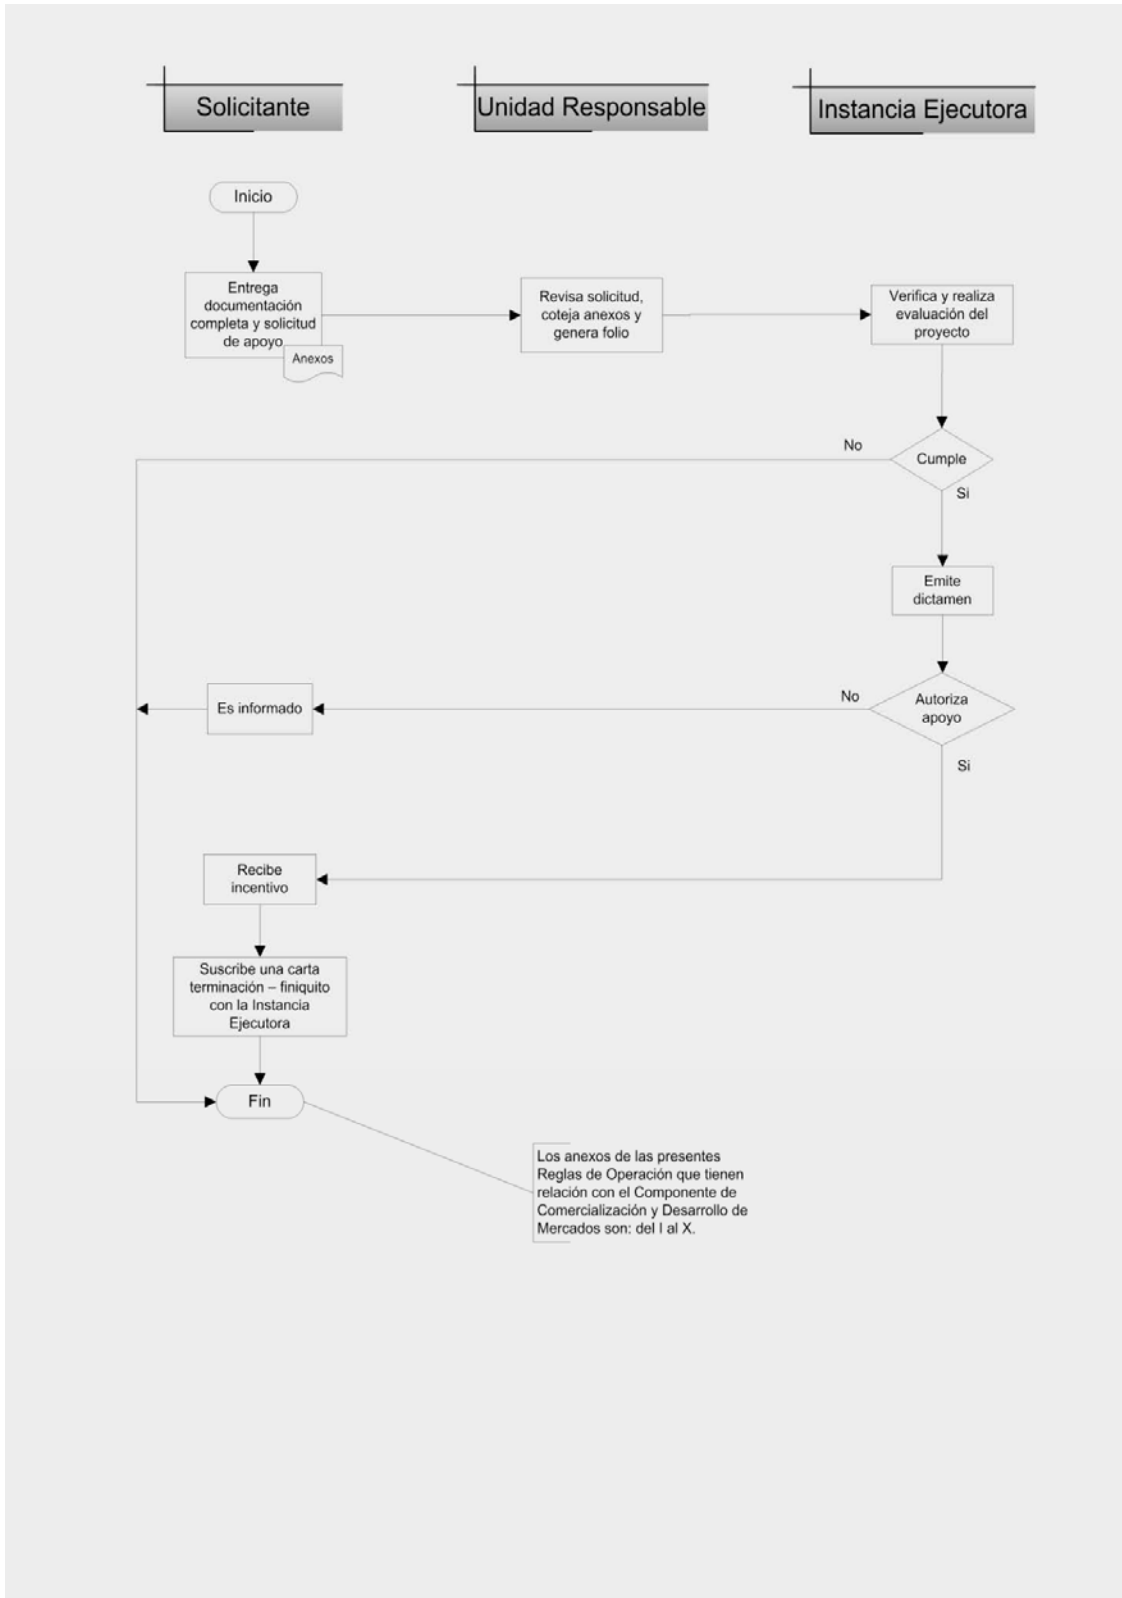 Solicitante
Unidad Responsable
Instancia Ejecutora
Inicio
Entrega
documentación
completa y solicitud
de apoyo
Anexos
Revisa solicitud,
coteja anexos y
genera folio
Verifica y realiza
evaluación del
proyecto
No
Cumple
Si
Emite
dictamen
Es informado
No
Autoriza
apoyo
Si
Recibe
incentivo
Suscribe una carta
terminación – finiquito
con la Instancia
Ejecutora
Fin
Los anexos de las presentes
Reglas de Operación que tienen
relación con el Componente de
Comercialización y Desarrollo de
Mercados son: del I al X.